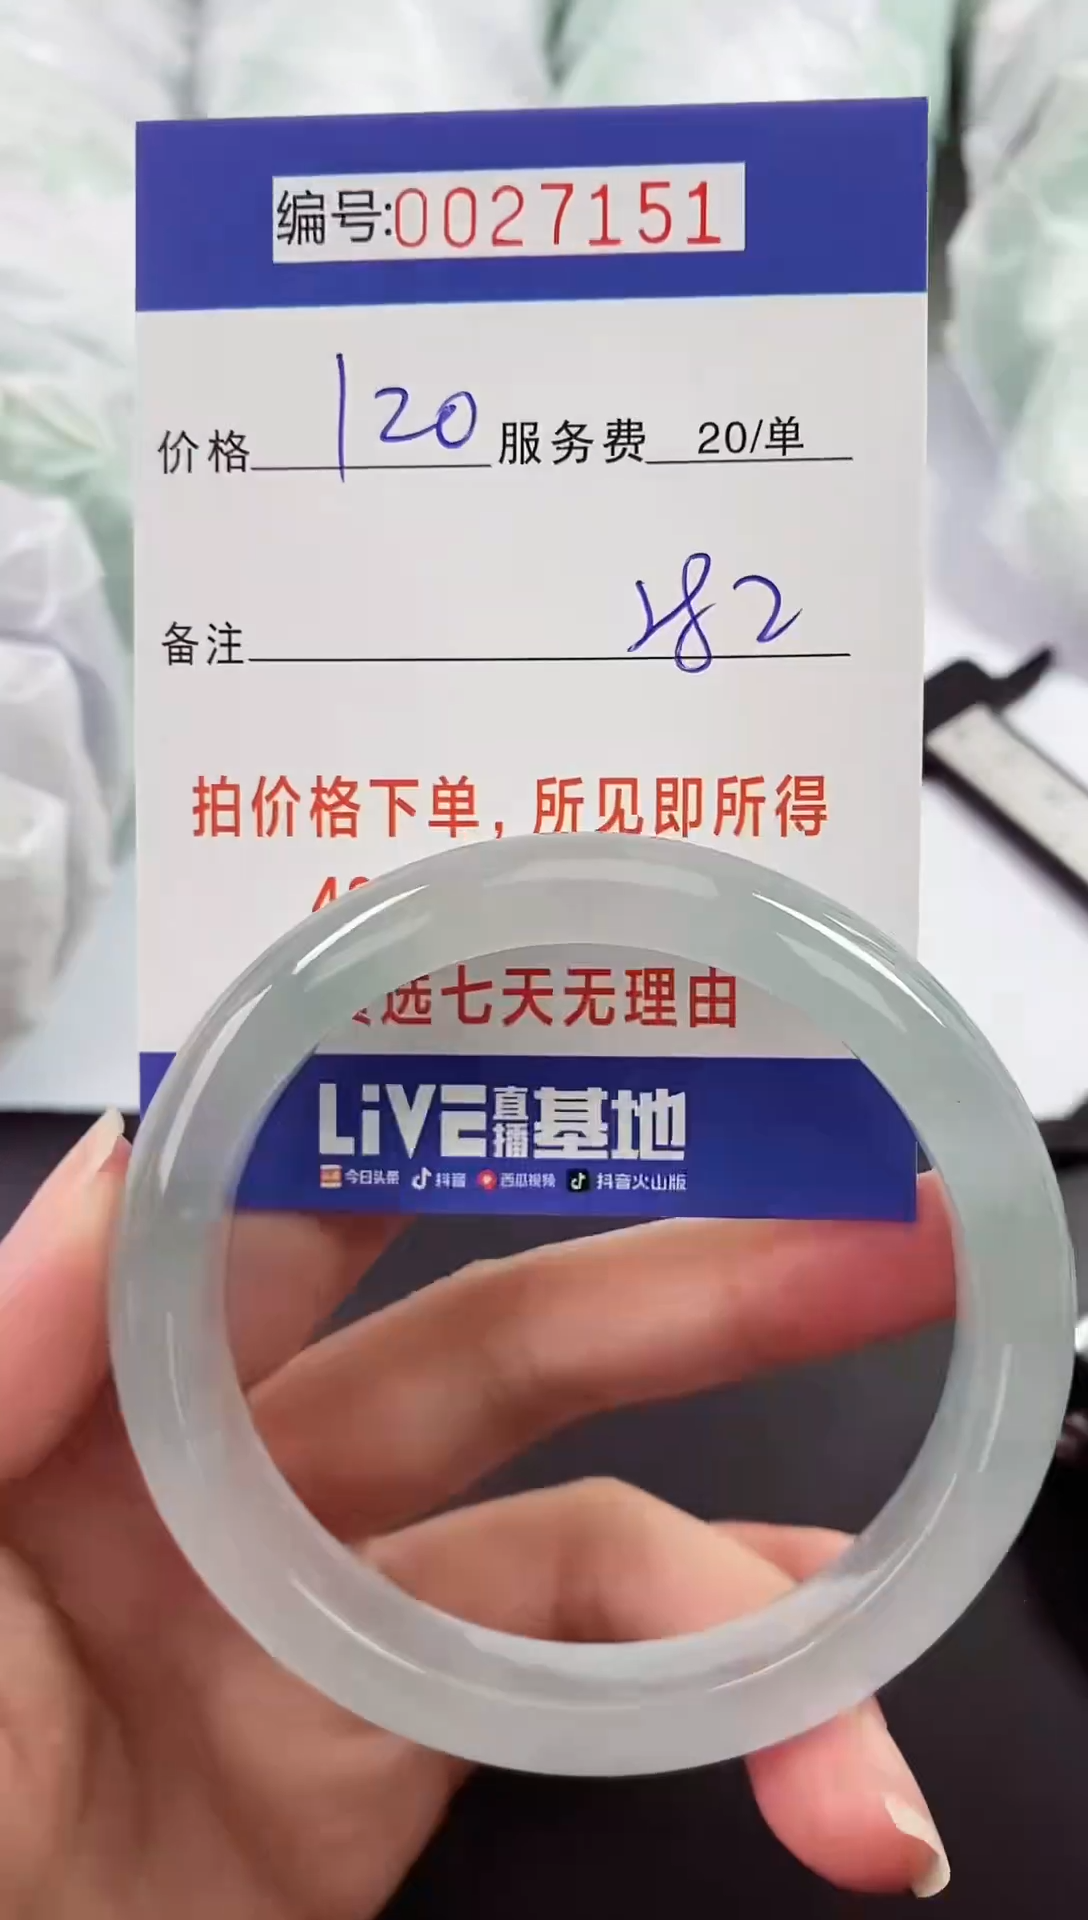 编号:0027151
价格 120 服务费 20/单
备注 282
拍价格下单,所见即所得
选七天无理由
LiVE直播基地
今日头条 抖音 西瓜视频 抖音火山版